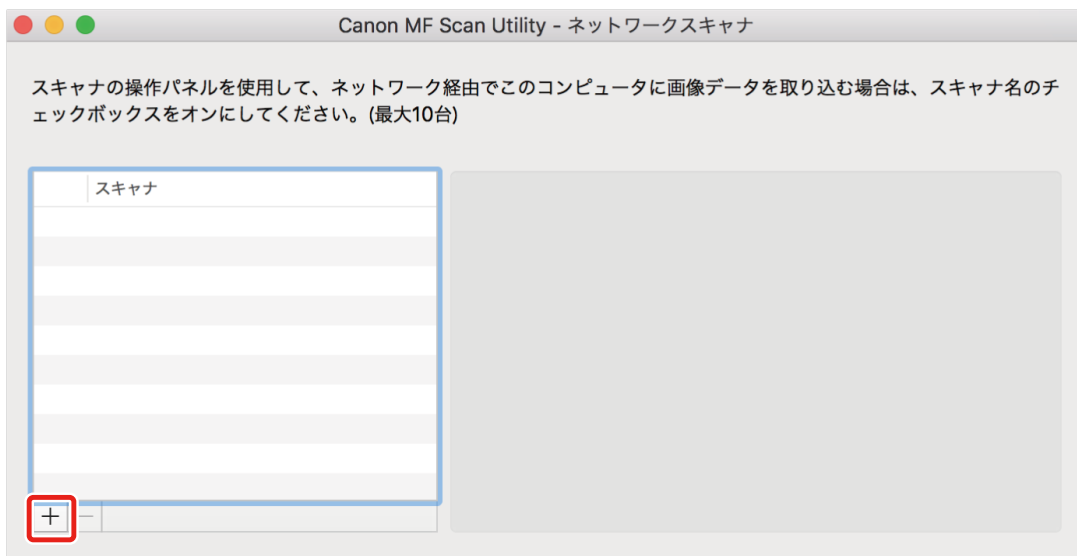 Canon MF Scan Utility - ネットワークスキャナ
スキャナの操作パネルを使用して、ネットワーク経由でこのコンピュータに画像データを取り込む場合は、スキャナ名のチ
ェックボックスをオンにしてください。(最大10台)
スキャナ